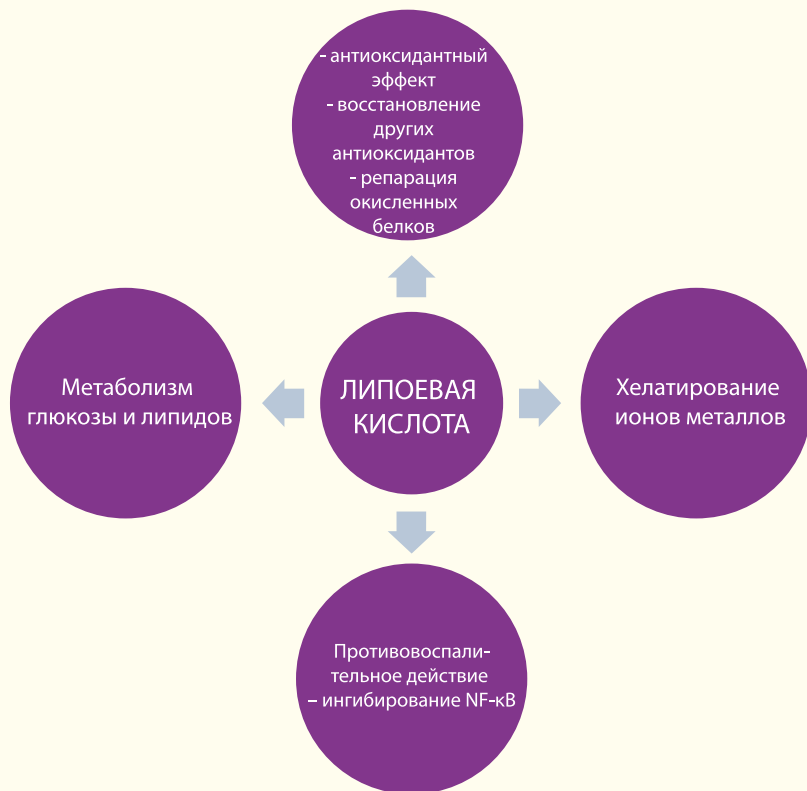 - антиоксидантный
эффект
- восстановление
других
антиоксидантов
- репарация
окисленных
белков
Метаболизм
глюкозы и липидов
ЛИПОЕВАЯ
КИСЛОТА
Хелатирование
ионов металлов
Противовоспали-
тельное действие
– ингибирование NF-кВ